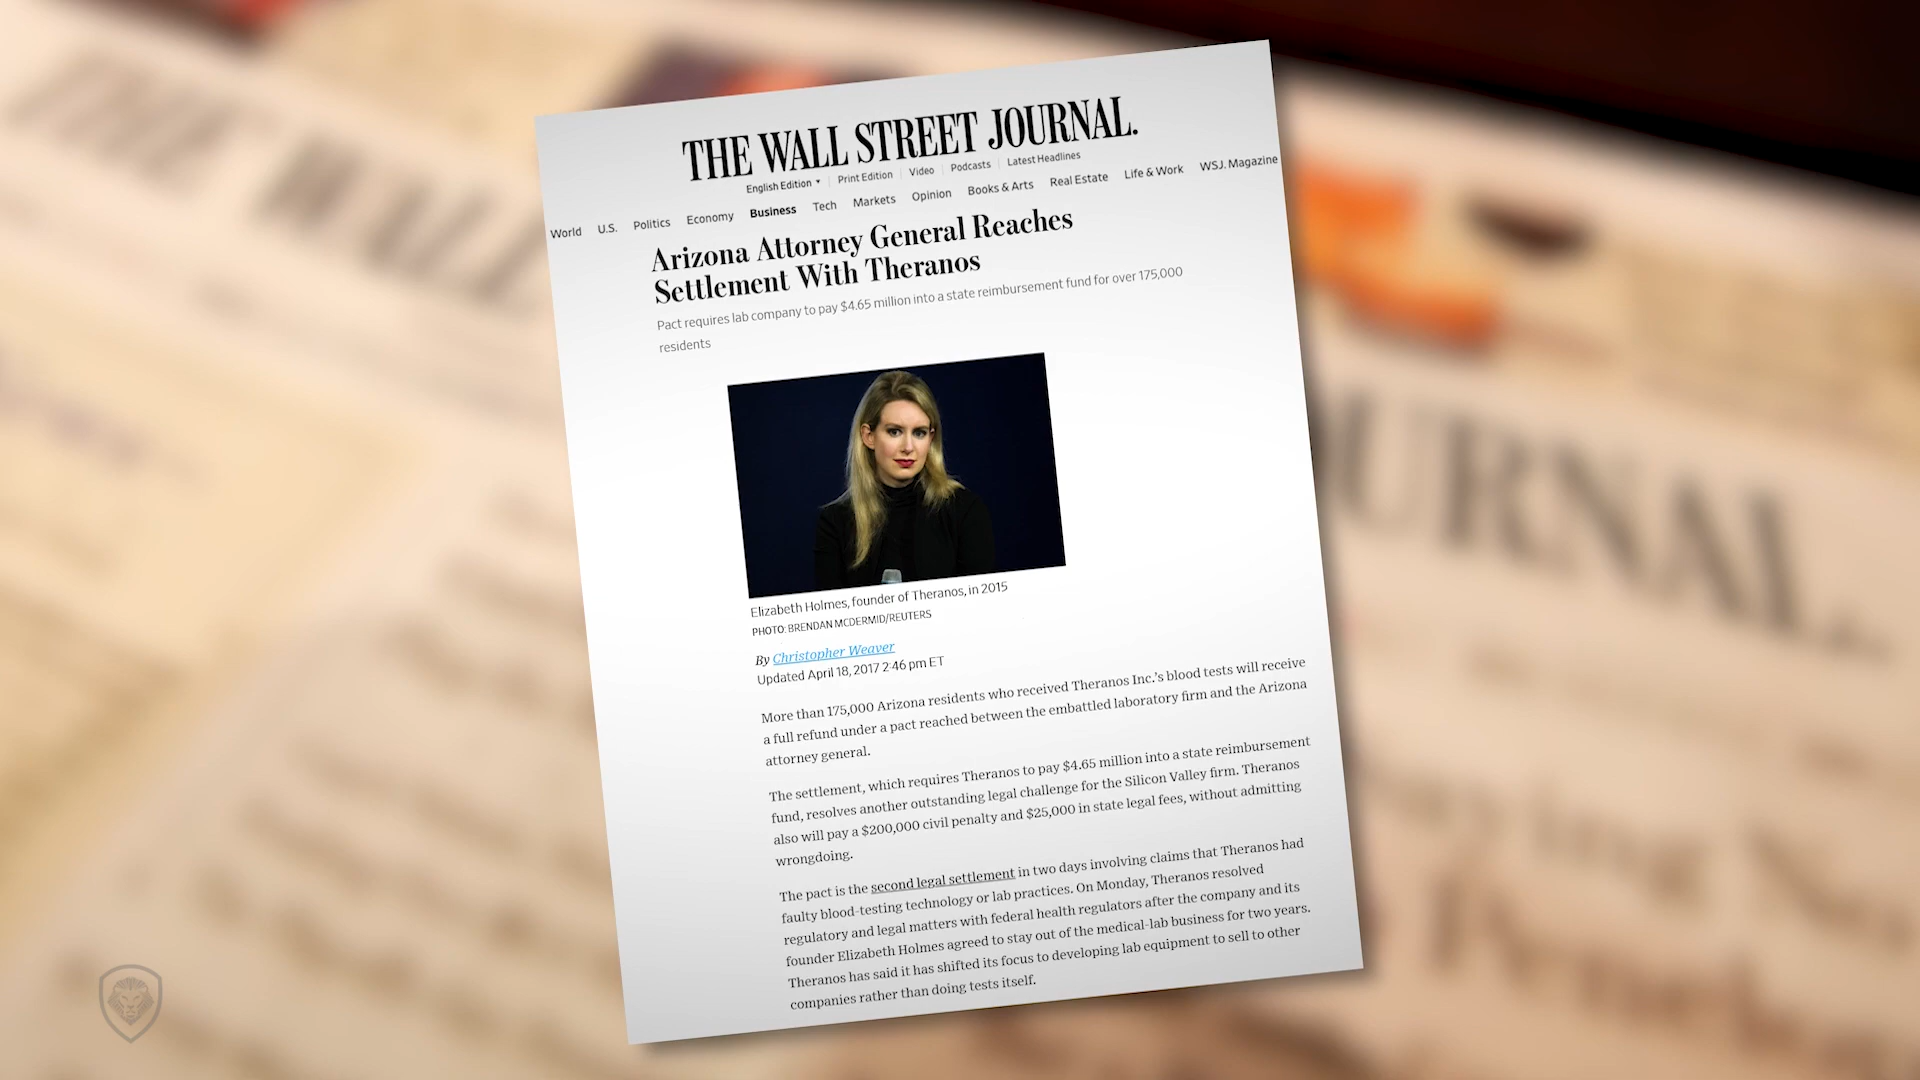 THE WALL STREET JOURNAL.
English Edition Print Edition Video Podcasts Latest Headlines
World U.S. Politics Economy Business Tech Markets Opinion Books & Arts Real Estate Life & Work WSJ. Magazine
Arizona Attorney General Reaches
Settlement With Theranos
Pact requires lab company to pay $4.65 million into a state reimbursement fund for over 175,000
residents
Elizabeth Holmes, founder of Theranos, in 2015
PHOTO: BRENDAN MCDERMID/REUTERS
By Christopher Weaver
Updated April 18, 2017 2:46 pm ET
More than 175,000 Arizona residents who received Theranos Inc.'s blood tests will receive
a full refund under a pact reached between the embattled laboratory firm and the Arizona
attorney general.
The settlement, which requires Theranos to pay $4.65 million into a state reimbursement
fund, resolves another outstanding legal challenge for the Silicon Valley firm. Theranos
also will pay a $200,000 civil penalty and $25,000 in state legal fees, without admitting
wrongdoing.
The pact is the second legal settlement in two days involving claims that Theranos had
faulty blood-testing technology or lab practices. On Monday, Theranos resolved
regulatory and legal matters with federal health regulators after the company and its
founder Elizabeth Holmes agreed to stay out of the medical-lab business for two years.
Theranos has said it has shifted its focus to developing lab equipment to sell to other
companies rather than doing tests itself.
THE WALL
URNAL.